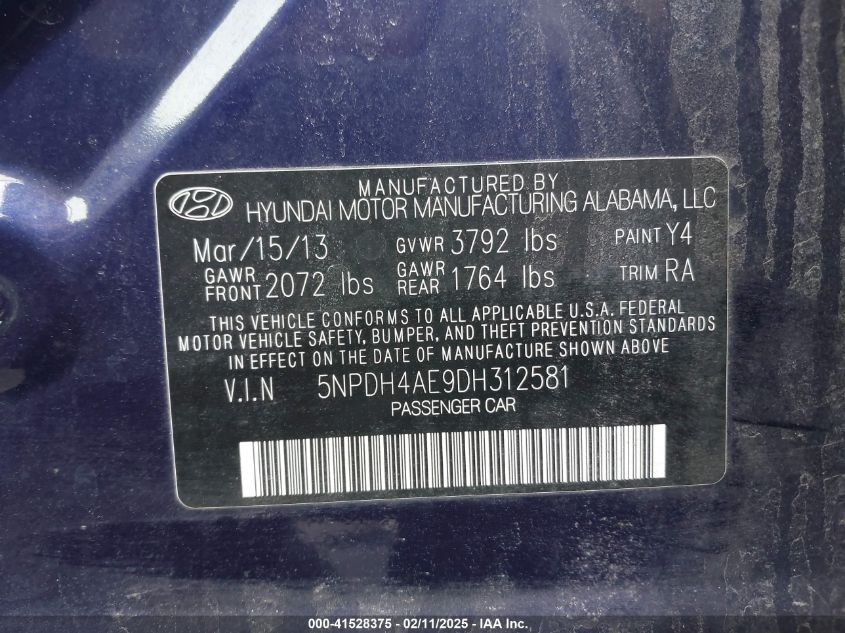 MANUFACTURED BY
HYUNDAI MOTOR MANUFACTURING ALABAMA, LLC
Mar/15/13 GVWR 3792 lbs PAINT Y4
GAWR FRONT 2072 lbs GAWR REAR 1764 lbs TRIM RA
THIS VEHICLE CONFORMS TO ALL APPLICABLE U.S.A. FEDERAL
MOTOR VEHICLE SAFETY, BUMPER, AND THEFT PREVENTION STANDARDS
IN EFFECT ON THE DATE OF MANUFACTURE SHOWN ABOVE
V.I.N 5NPDH4AE9DH312581
PASSENGER CAR
000-41528375 - 02/11/2025 - IAA Inc.